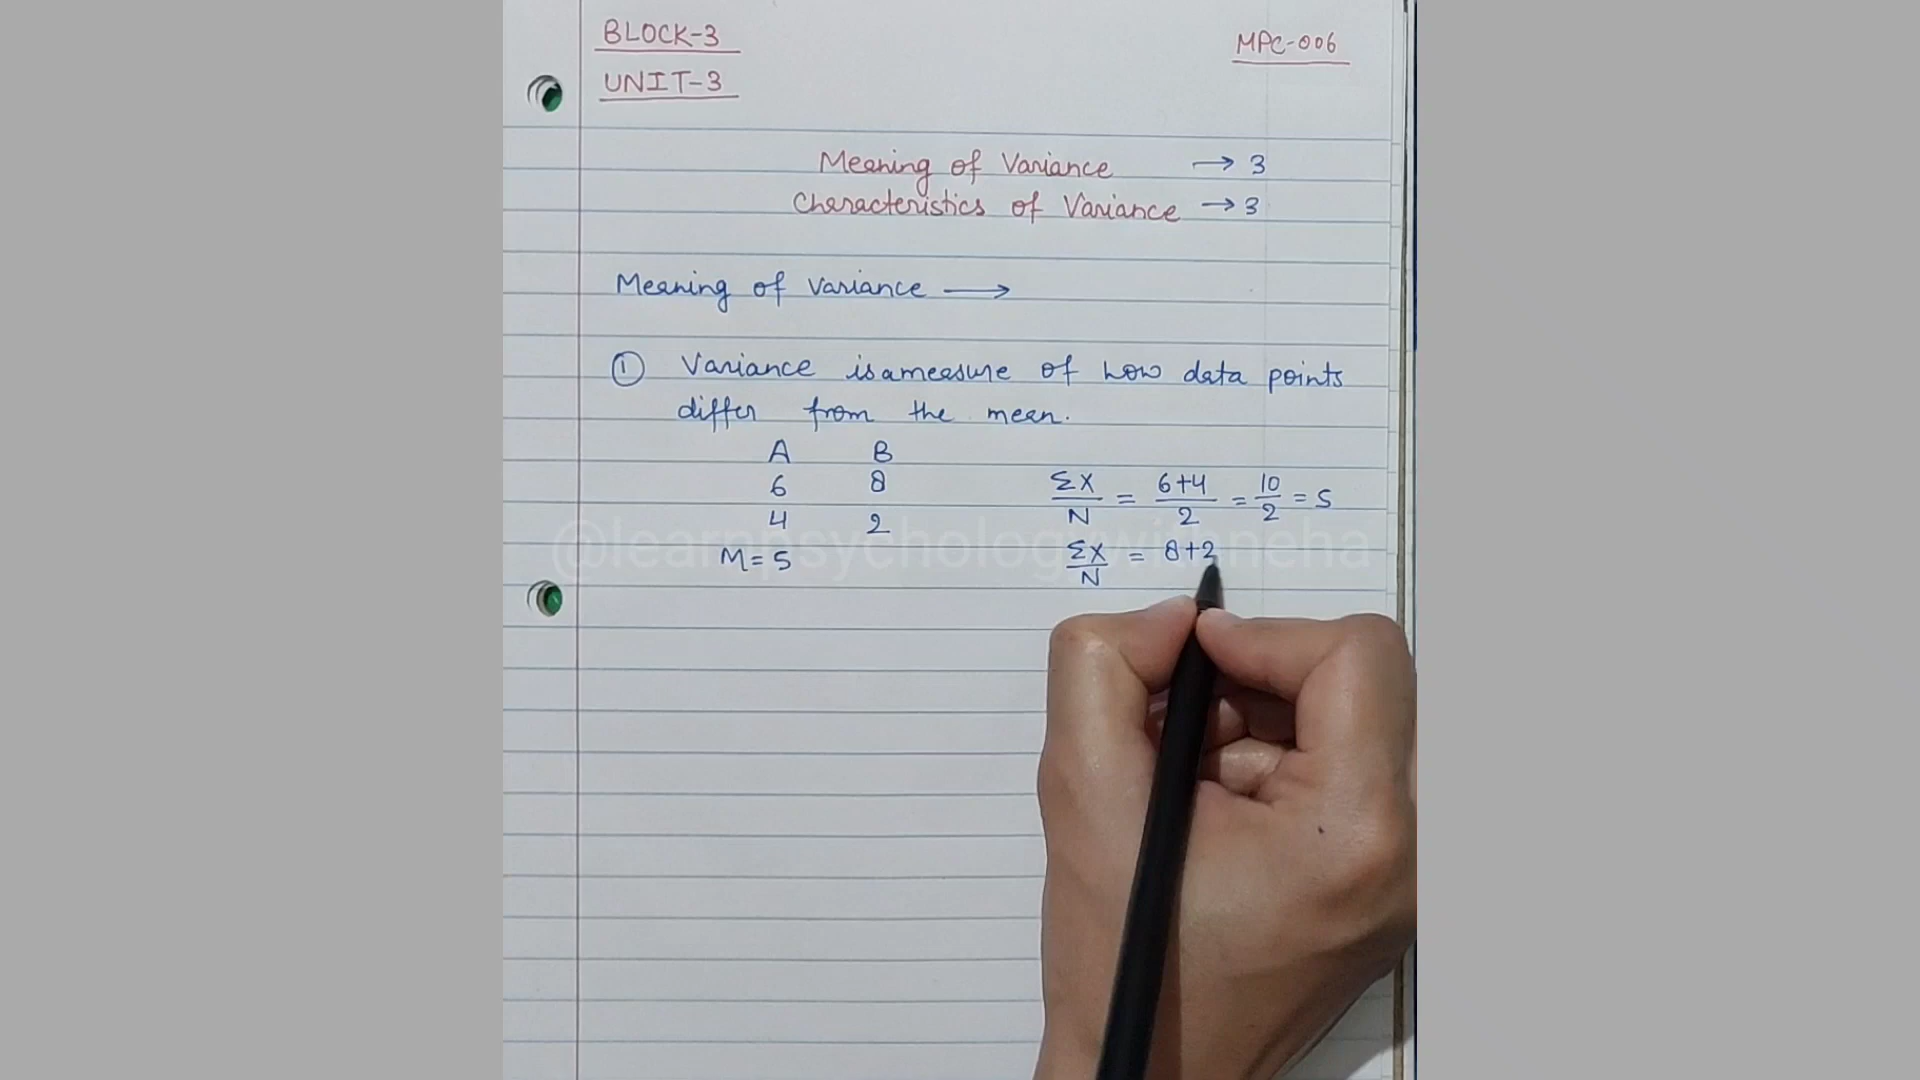 BLOCK-3
MPC-006
UNIT-3
Meaning of Variance → 3
Characteristics of Variance → 3
Meaning of Variance →
① Variance is a measure of how data points
differ from the mean.
A B
6 8
4 2
M = 5
ΣX/N = 6+4/2 = 10/2 = 5
ΣX/N = 8+2
@learnpsychologywithneha